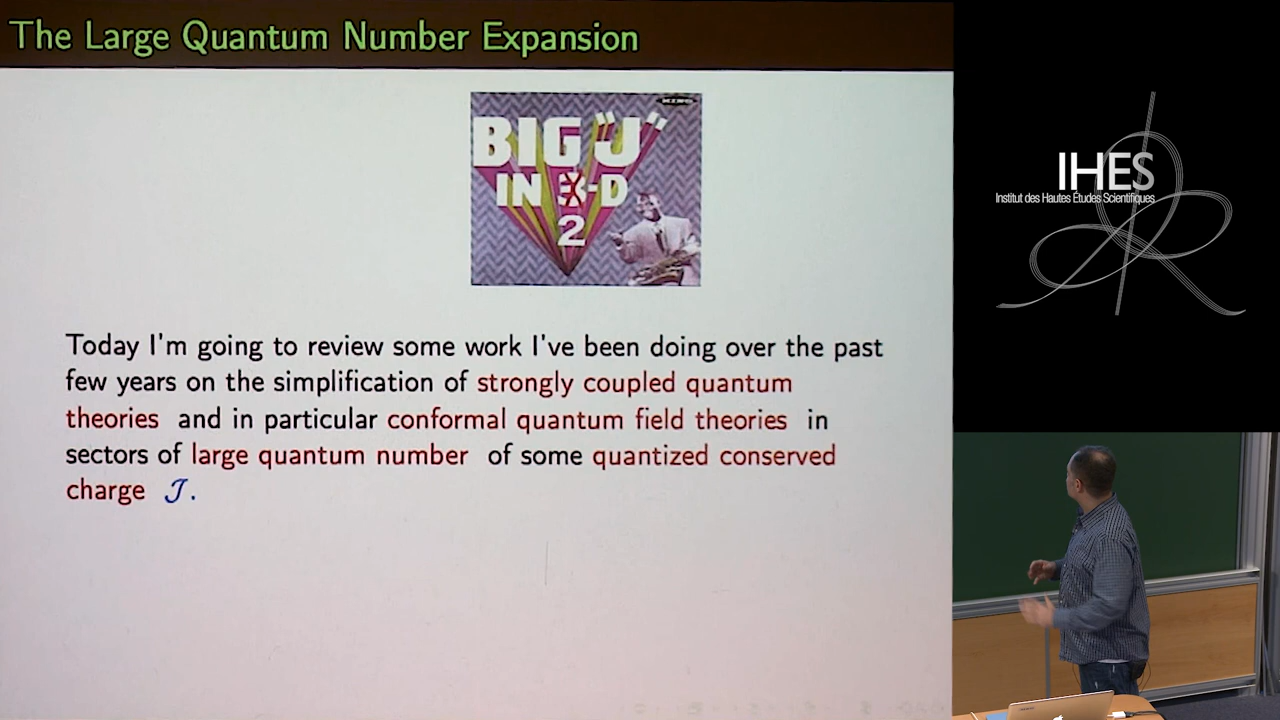 The Large Quantum Number Expansion
KING
BIG "J"
IN 3-D
2
Today I'm going to review some work I've been doing over the past
few years on the simplification of strongly coupled quantum
theories and in particular conformal quantum field theories in
sectors of large quantum number of some quantized conserved
charge 𝒥.
IHES
Institut des Hautes Études Scientifiques